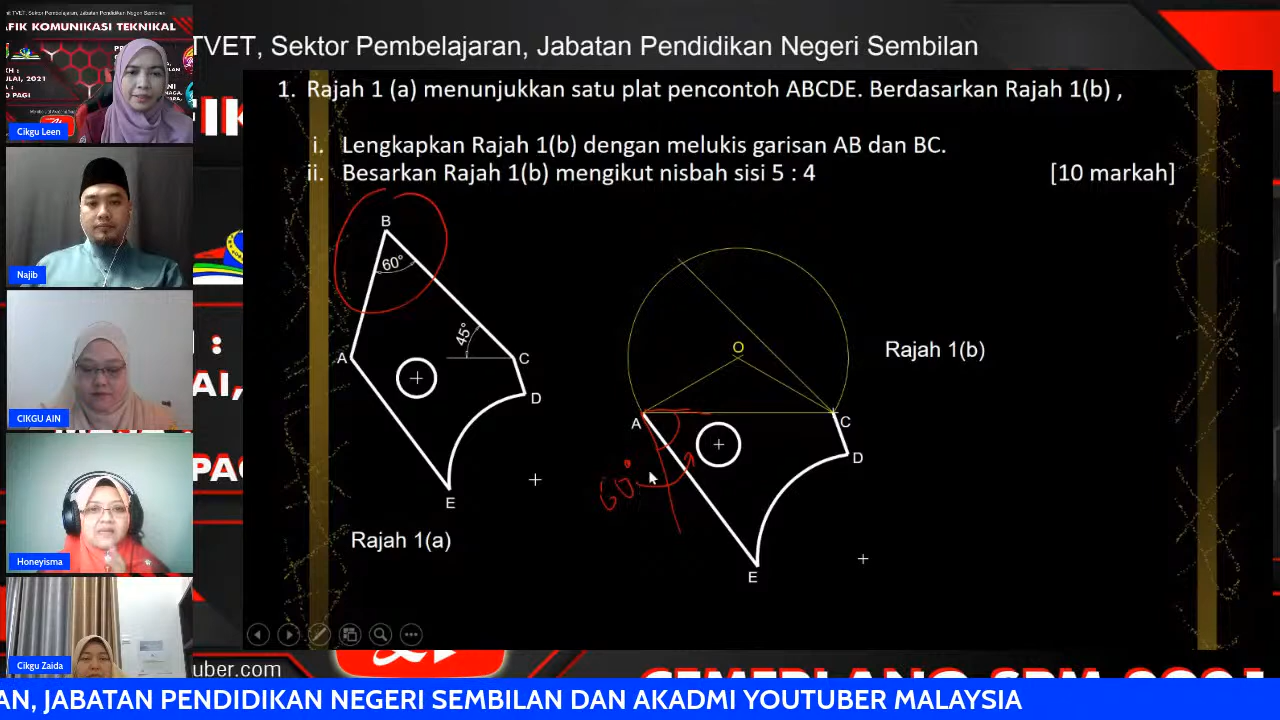 TVET, Sektor Pembelajaran, Jabatan Pendidikan Negeri Sembilan
1. Rajah 1 (a) menunjukkan satu plat pencontoh ABCDE. Berdasarkan Rajah 1(b) ,
i. Lengkapkan Rajah 1(b) dengan melukis garisan AB dan BC.
ii. Besarkan Rajah 1(b) mengikut nisbah sisi 5 : 4 [10 markah]
B
60°
45°
A
C
D
E
Rajah 1(a)
O
Rajah 1(b)
A
C
D
60°
E
Cikgu Leen
Najib
CIKGU AIN
Honeyisma
Cikgu Zaida
AFIK KOMUNIKASI TEKNIKAL
uber.com
AN, JABATAN PENDIDIKAN NEGERI SEMBILAN DAN AKADMI YOUTUBER MALAYSIA